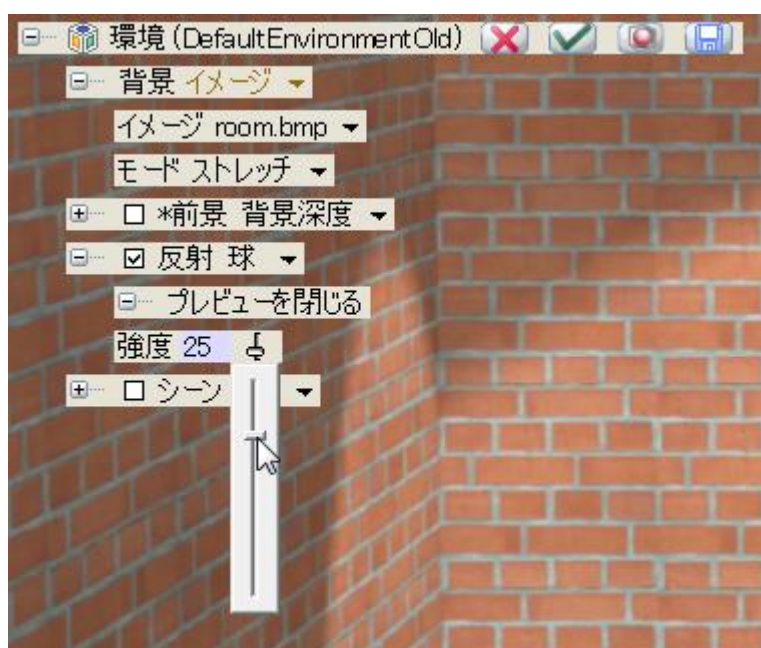 環境 (DefaultEnvironmentOld)
背景 イメージ
イメージ room.bmp
モード ストレッチ
*前景 背景深度
反射 球
プレビューを閉じる
強度 25
シーン